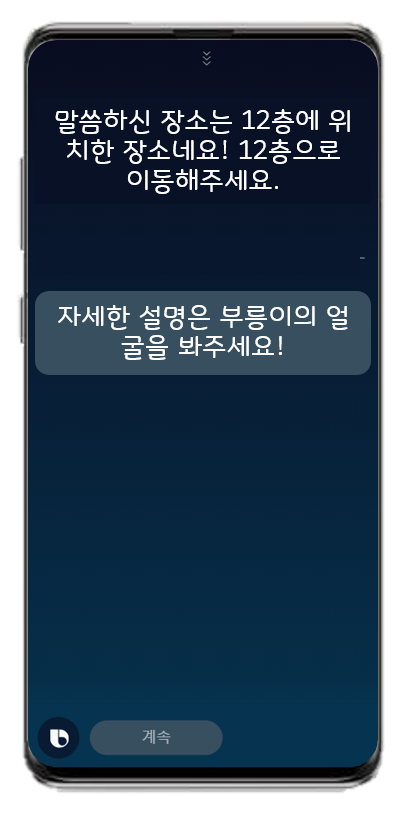 말씀하신 장소는 12층에 위
치한 장소네요! 12층으로
이동해주세요.
자세한 설명은 부릉이의 얼
굴을 봐주세요!
계속